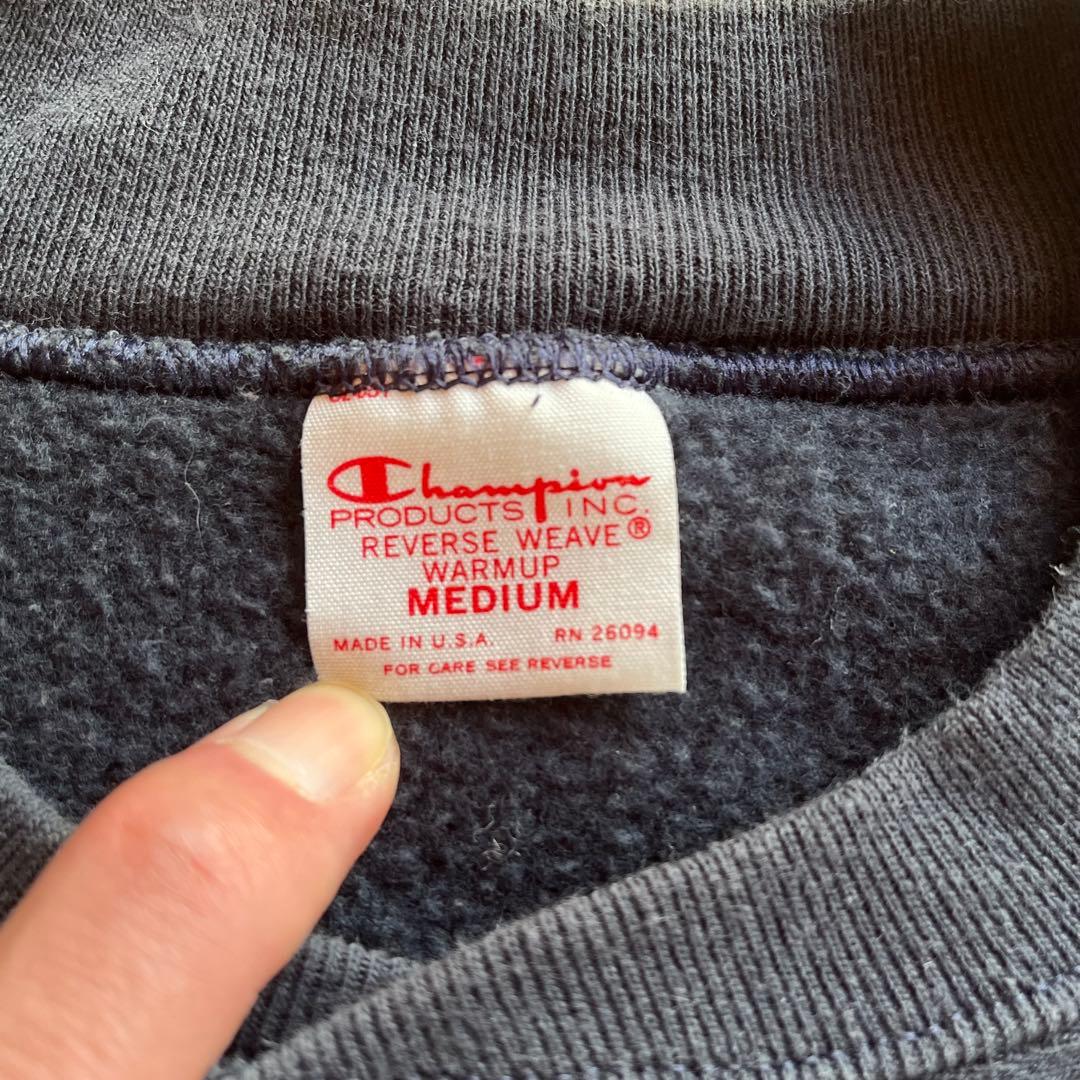 Champion
PRODUCTS INC.
REVERSE WEAVE®
WARMUP
MEDIUM
MADE IN U.S.A. RN 26094
FOR CARE SEE REVERSE